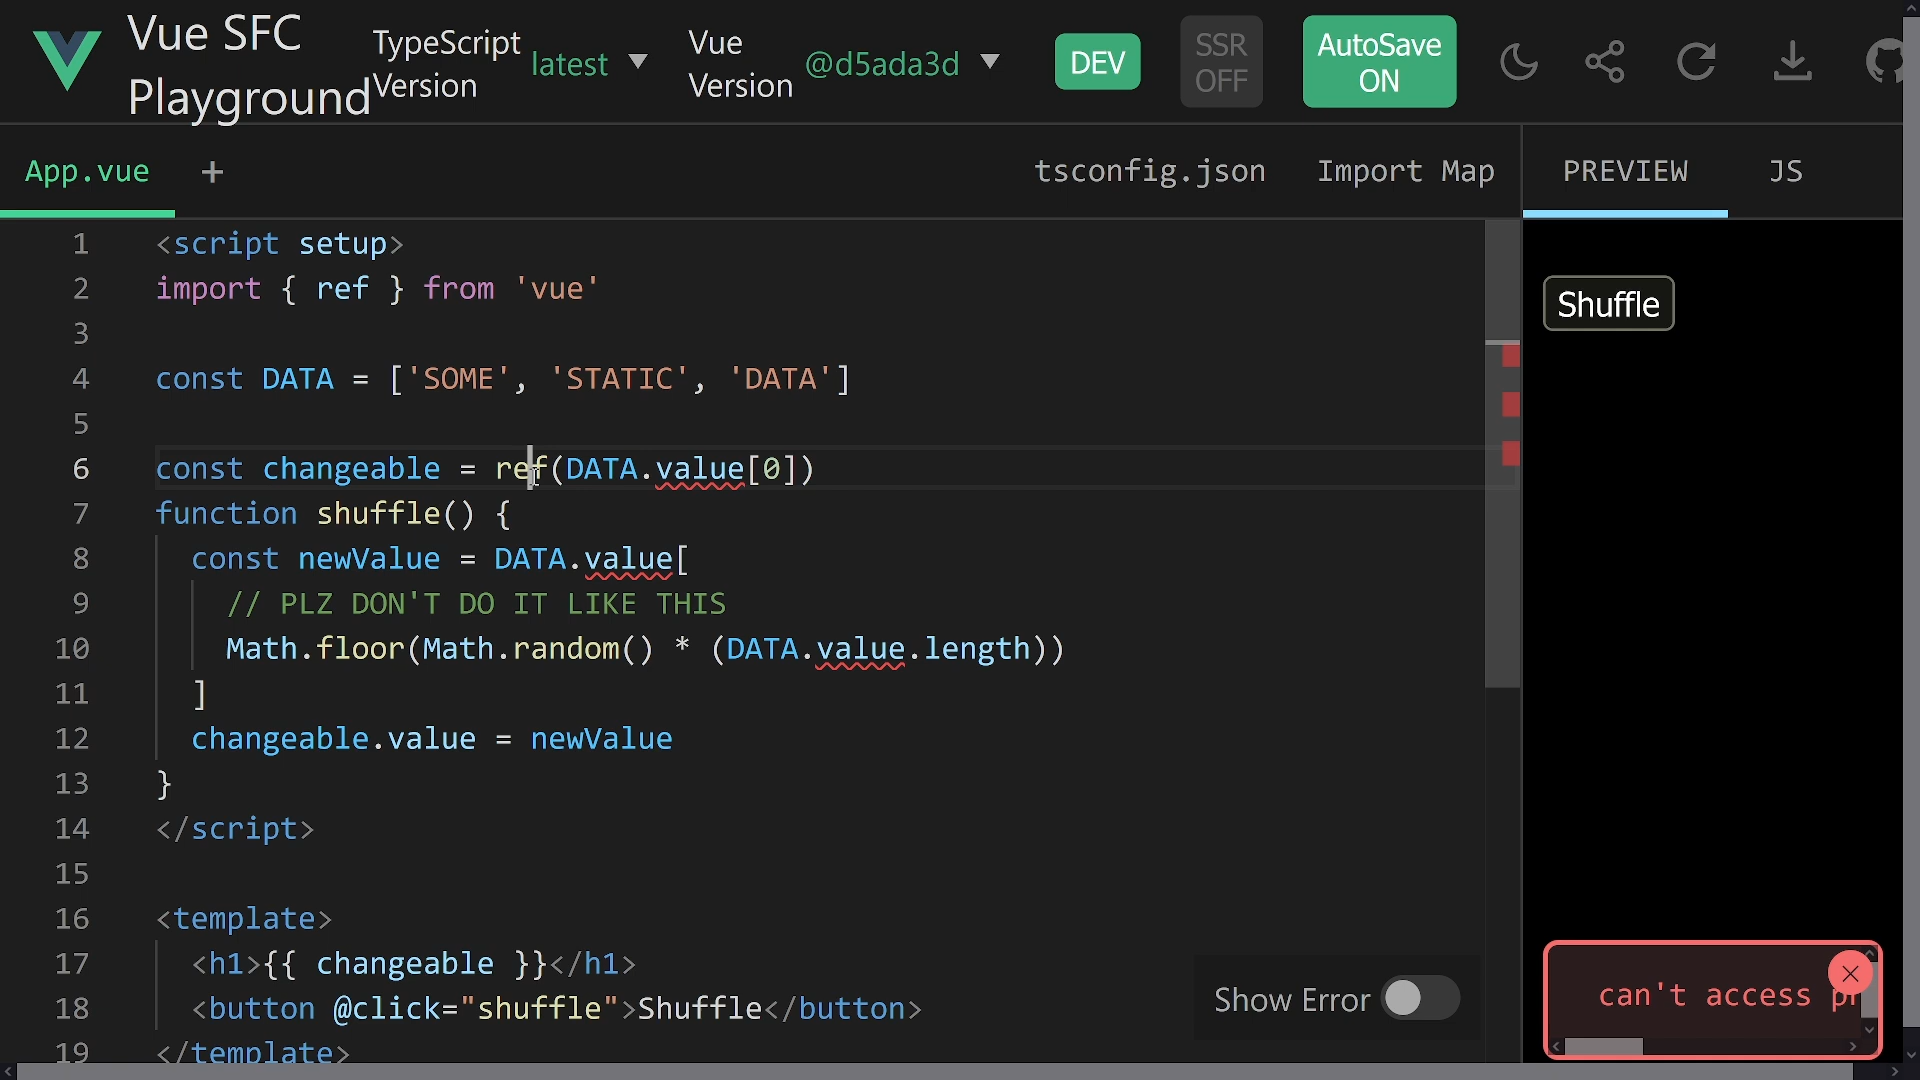 Vue SFC Playground
TypeScript Version
latest
Vue Version
@d5ada3d
DEV
SSR OFF
AutoSave ON
App.vue
+
tsconfig.json
Import Map
PREVIEW
JS
1 <script setup>
2 import { ref } from 'vue'
3
4 const DATA = ['SOME', 'STATIC', 'DATA']
5
6 const changeable = ref(DATA.value[0])
7 function shuffle() {
8 const newValue = DATA.value[
9 // PLZ DON'T DO IT LIKE THIS
10 Math.floor(Math.random() * (DATA.value.length))
11 ]
12 changeable.value = newValue
13 }
14 </script>
15
16 <template>
17 <h1>{{ changeable }}</h1>
18 <button @click="shuffle">Shuffle</button>
19 </template>
Show Error
Shuffle
can't access